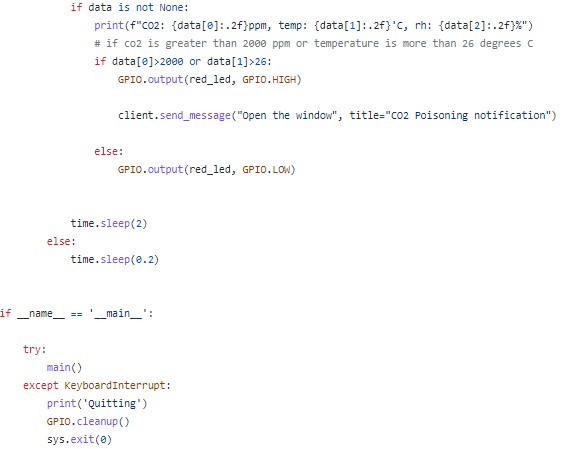 if data is not None:
print(f"CO2: {data[0]:.2f}ppm, temp: {data[1]:.2f}'C, rh: {data[2]:.2f}%")
# if co2 is greater than 2000 ppm or temperature is more than 26 degrees C
if data[0]>2000 or data[1]>26:
GPIO.output(red_led, GPIO.HIGH)
client.send_message("Open the window", title="CO2 Poisoning notification")
else:
GPIO.output(red_led, GPIO.LOW)
time.sleep(2)
else:
time.sleep(0.2)
if __name__ == '__main__':
try:
main()
except KeyboardInterrupt:
print('Quitting')
GPIO.cleanup()
sys.exit(0)